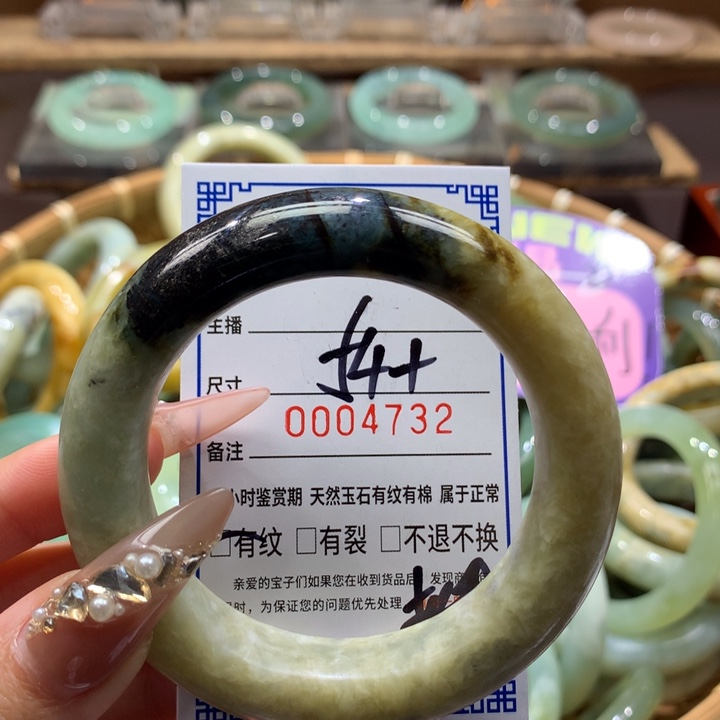 主播
54+
尺寸
0004732
备注
小时鉴赏期 天然玉石有纹有棉 属于正常
□有纹 □有裂 □不退不换
亲爱的宝子们如果您在收到货品后，发现商
时，为保证您的问题优先处理